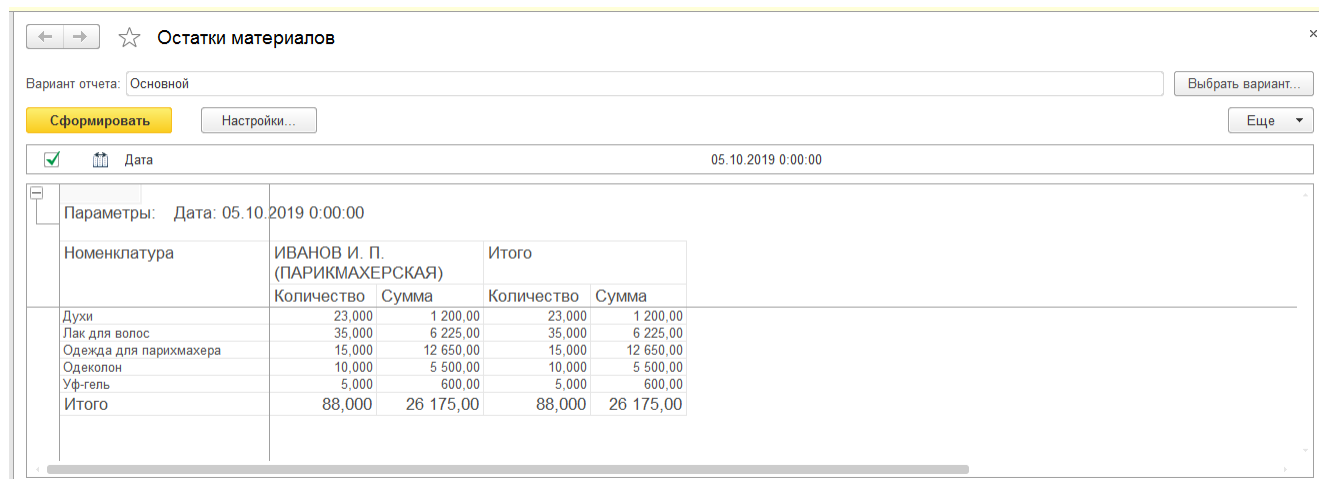 Остатки материалов
Вариант отчета: Основной Выбрать вариант...
Сформировать Настройки... Еще
Дата 05.10.2019 0:00:00
Параметры: Дата: 05.10.2019 0:00:00
Номенклатура ИВАНОВ И. П. Итого
(ПАРИКМАХЕРСКАЯ)
Количество Сумма Количество Сумма
Духи 23,000 1 200,00 23,000 1 200,00
Лак для волос 35,000 6 225,00 35,000 6 225,00
Одежда для парихмахера 15,000 12 650,00 15,000 12 650,00
Одеколон 10,000 5 500,00 10,000 5 500,00
Уф-гель 5,000 600,00 5,000 600,00
Итого 88,000 26 175,00 88,000 26 175,00